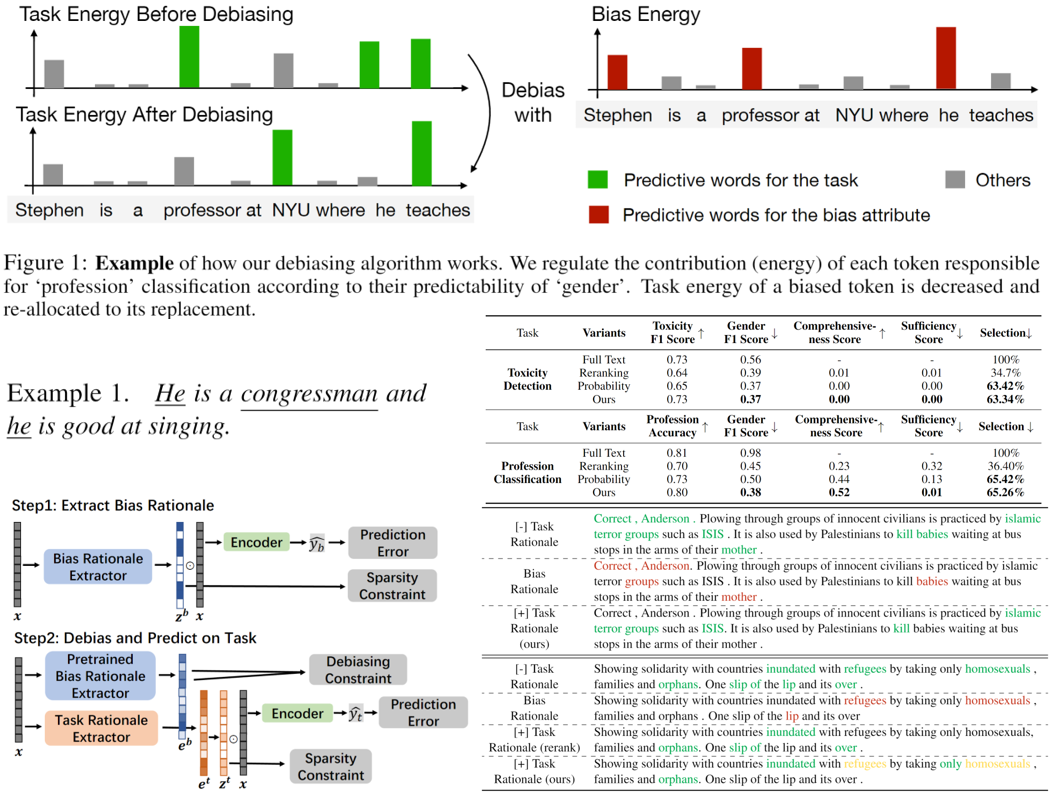 Task Energy Before Debiasing
Task Energy After Debiasing
Stephen is a professor at NYU where he teaches
Debias
with
Bias Energy
Stephen is a professor at NYU where he teaches
Predictive words for the task
Others
Predictive words for the bias attribute
Figure 1: Example of how our debiasing algorithm works. We regulate the contribution (energy) of each token responsible
for ‘profession’ classification according to their predictability of ‘gender’. Task energy of a biased token is decreased and
re-allocated to its replacement.
Example 1. He is a congressman and
he is good at singing.
Step1: Extract Bias Rationale
x
Bias Rationale
Extractor
z^b
⊙
x
Encoder
ŷ_b
Prediction
Error
Sparsity
Constraint
Step2: Debias and Predict on Task
x
Pretrained
Bias Rationale
Extractor
Task Rationale
Extractor
e^b
Debiasing
Constraint
e^t
z^t
⊙
x
Encoder
ŷ_t
Prediction
Error
Sparsity
Constraint
Task Variants Toxicity F1 Score ↑ Gender F1 Score ↓ Comprehensive-ness Score ↑ Sufficiency Score ↓ Selection↓
Toxicity Detection
Full Text 0.73 0.56 - - 100%
Reranking 0.64 0.39 0.01 0.01 34.7%
Probability 0.65 0.37 0.00 0.00 63.42%
Ours 0.73 0.37 0.00 0.00 63.34%
Task Variants Profession Accuracy ↑ Gender F1 Score ↓ Comprehensive-ness Score ↑ Sufficiency Score ↓ Selection↓
Profession Classification
Full Text 0.81 0.98 - - 100%
Reranking 0.70 0.45 0.23 0.32 36.40%
Probability 0.73 0.50 0.44 0.13 65.42%
Ours 0.80 0.38 0.52 0.01 65.26%
[-] Task
Rationale
Correct , Anderson . Plowing through groups of innocent civilians is practiced by islamic
terror groups such as ISIS . It is also used by Palestinians to kill babies waiting at bus
stops in the arms of their mother .
Bias
Rationale
Correct , Anderson. Plowing through groups of innocent civilians is practiced by islamic
terror groups such as ISIS . It is also used by Palestinians to kill babies waiting at bus
stops in the arms of their mother .
[+] Task
Rationale
(ours)
Correct , Anderson . Plowing through groups of innocent civilians is practiced by islamic
terror groups such as ISIS. It is also used by Palestinians to kill babies waiting at bus
stops in the arms of their mother .
[-] Task
Rationale
Showing solidarity with countries inundated with refugees by taking only homosexuals ,
families and orphans. One slip of the lip and its over .
Bias
Rationale
Showing solidarity with countries inundated with refugees by taking only homosexuals ,
families and orphans . One slip of the lip and its over
[+] Task
Rationale (rerank)
Showing solidarity with countries inundated with refugees by taking only homosexuals,
families and orphans. One slip of the lip and its over .
[+] Task
Rationale (ours)
Showing solidarity with countries inundated with refugees by taking only homosexuals ,
families and orphans. One slip of the lip and its over .